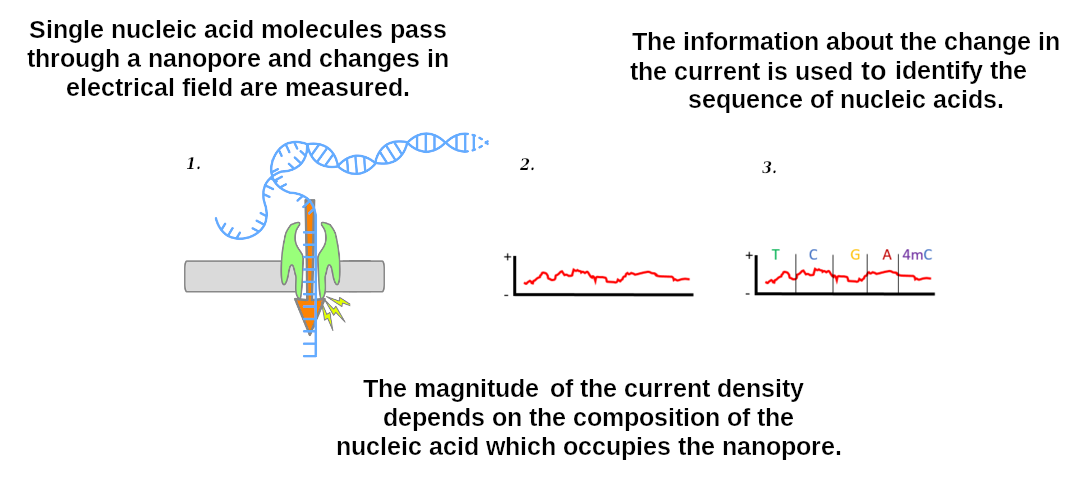 Single nucleic acid molecules pass
through a nanopore and changes in
electrical field are measured.
The information about the change in
the current is used to identify the
sequence of nucleic acids.
1.
2.
3.
+
-
+
T C G A 4mC
-
The magnitude of the current density
depends on the composition of the
nucleic acid which occupies the nanopore.